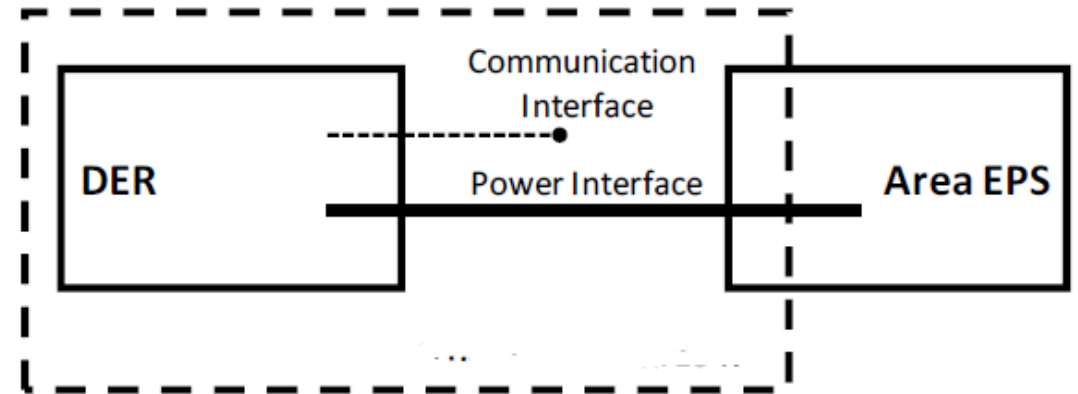 Communication
Interface
DER
Power Interface
Area EPS